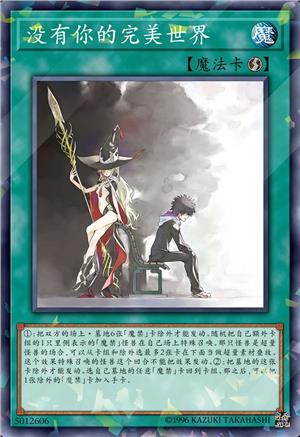 没有你的完美世界
魔
【魔法卡】
①：把双方的场上・墓地6张「魔禁」卡除外才能发动。随机把自己额外卡
组的1只里侧表示的「魔禁」怪兽在自己场上特殊召唤。那只怪兽是超量
怪兽的场合，可以从卡组和除外选最多2张卡在下面当做超量素材叠放。
这个效果特殊召唤的怪兽这个回合不能把效果发动。②：把墓地的这张
卡除外才能发动。选自己墓地的任意「魔禁」卡回到卡组。那之后，可以把
1张除外的「魔禁」卡加入手卡。
5012606
©1996 KAZUKI TAKAHASHI